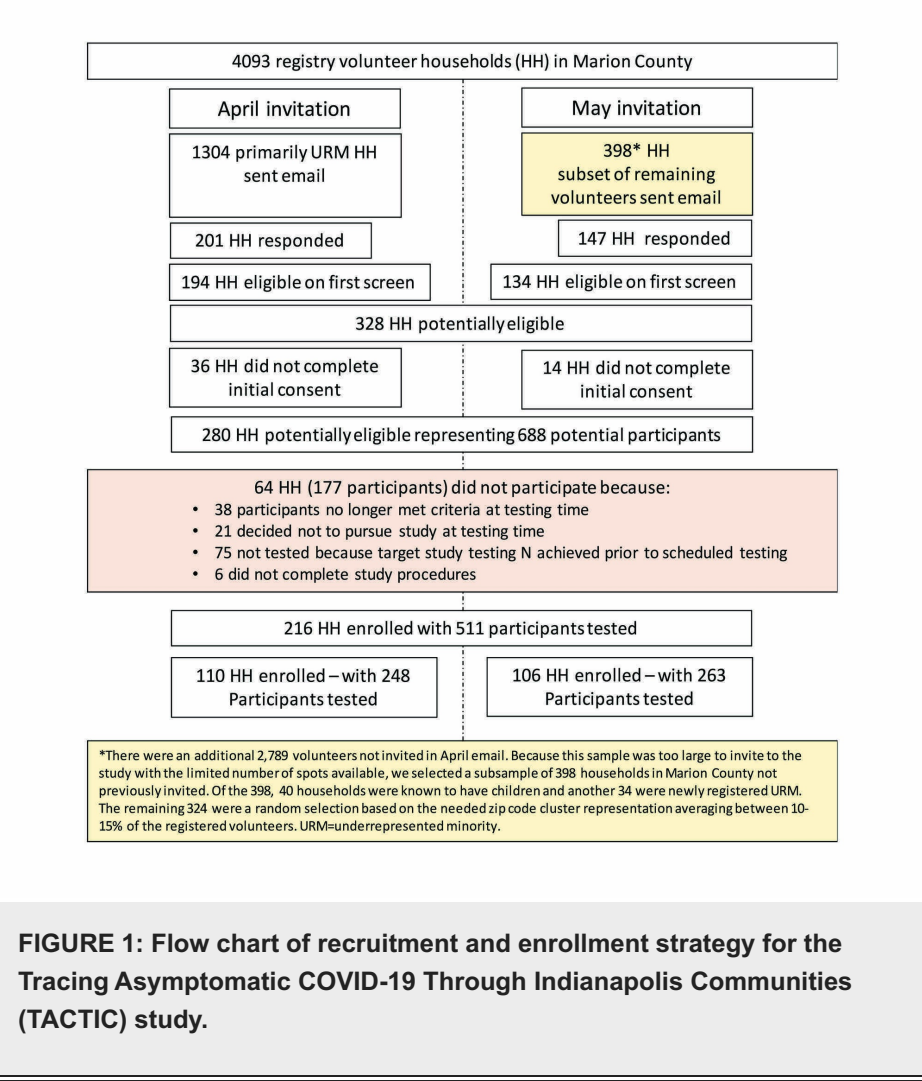 4093 registry volunteer households (HH) in Marion County
April invitation
May invitation
1304 primarily URM HH
sent email
398* HH
subset of remaining
volunteers sent email
201 HH responded
147 HH responded
194 HH eligible on first screen
134 HH eligible on first screen
328 HH potentially eligible
36 HH did not complete
initial consent
14 HH did not complete
initial consent
280 HH potentially eligible representing 688 potential participants
64 HH (177 participants) did not participate because:
• 38 participants no longer met criteria at testing time
• 21 decided not to pursue study at testing time
• 75 not tested because target study testing N achieved prior to scheduled testing
• 6 did not complete study procedures
216 HH enrolled with 511 participants tested
110 HH enrolled – with 248
Participants tested
106 HH enrolled – with 263
Participants tested
*There were an additional 2,789 volunteers not invited in April email. Because this sample was too large to invite to the
study with the limited number of spots available, we selected a subsample of 398 households in Marion County not
previously invited. Of the 398, 40 households were known to have children and another 34 were newly registered URM.
The remaining 324 were a random selection based on the needed zip code cluster representation averaging between 10-
15% of the registered volunteers. URM=underrepresented minority.
FIGURE 1: Flow chart of recruitment and enrollment strategy for the
Tracing Asymptomatic COVID-19 Through Indianapolis Communities
(TACTIC) study.